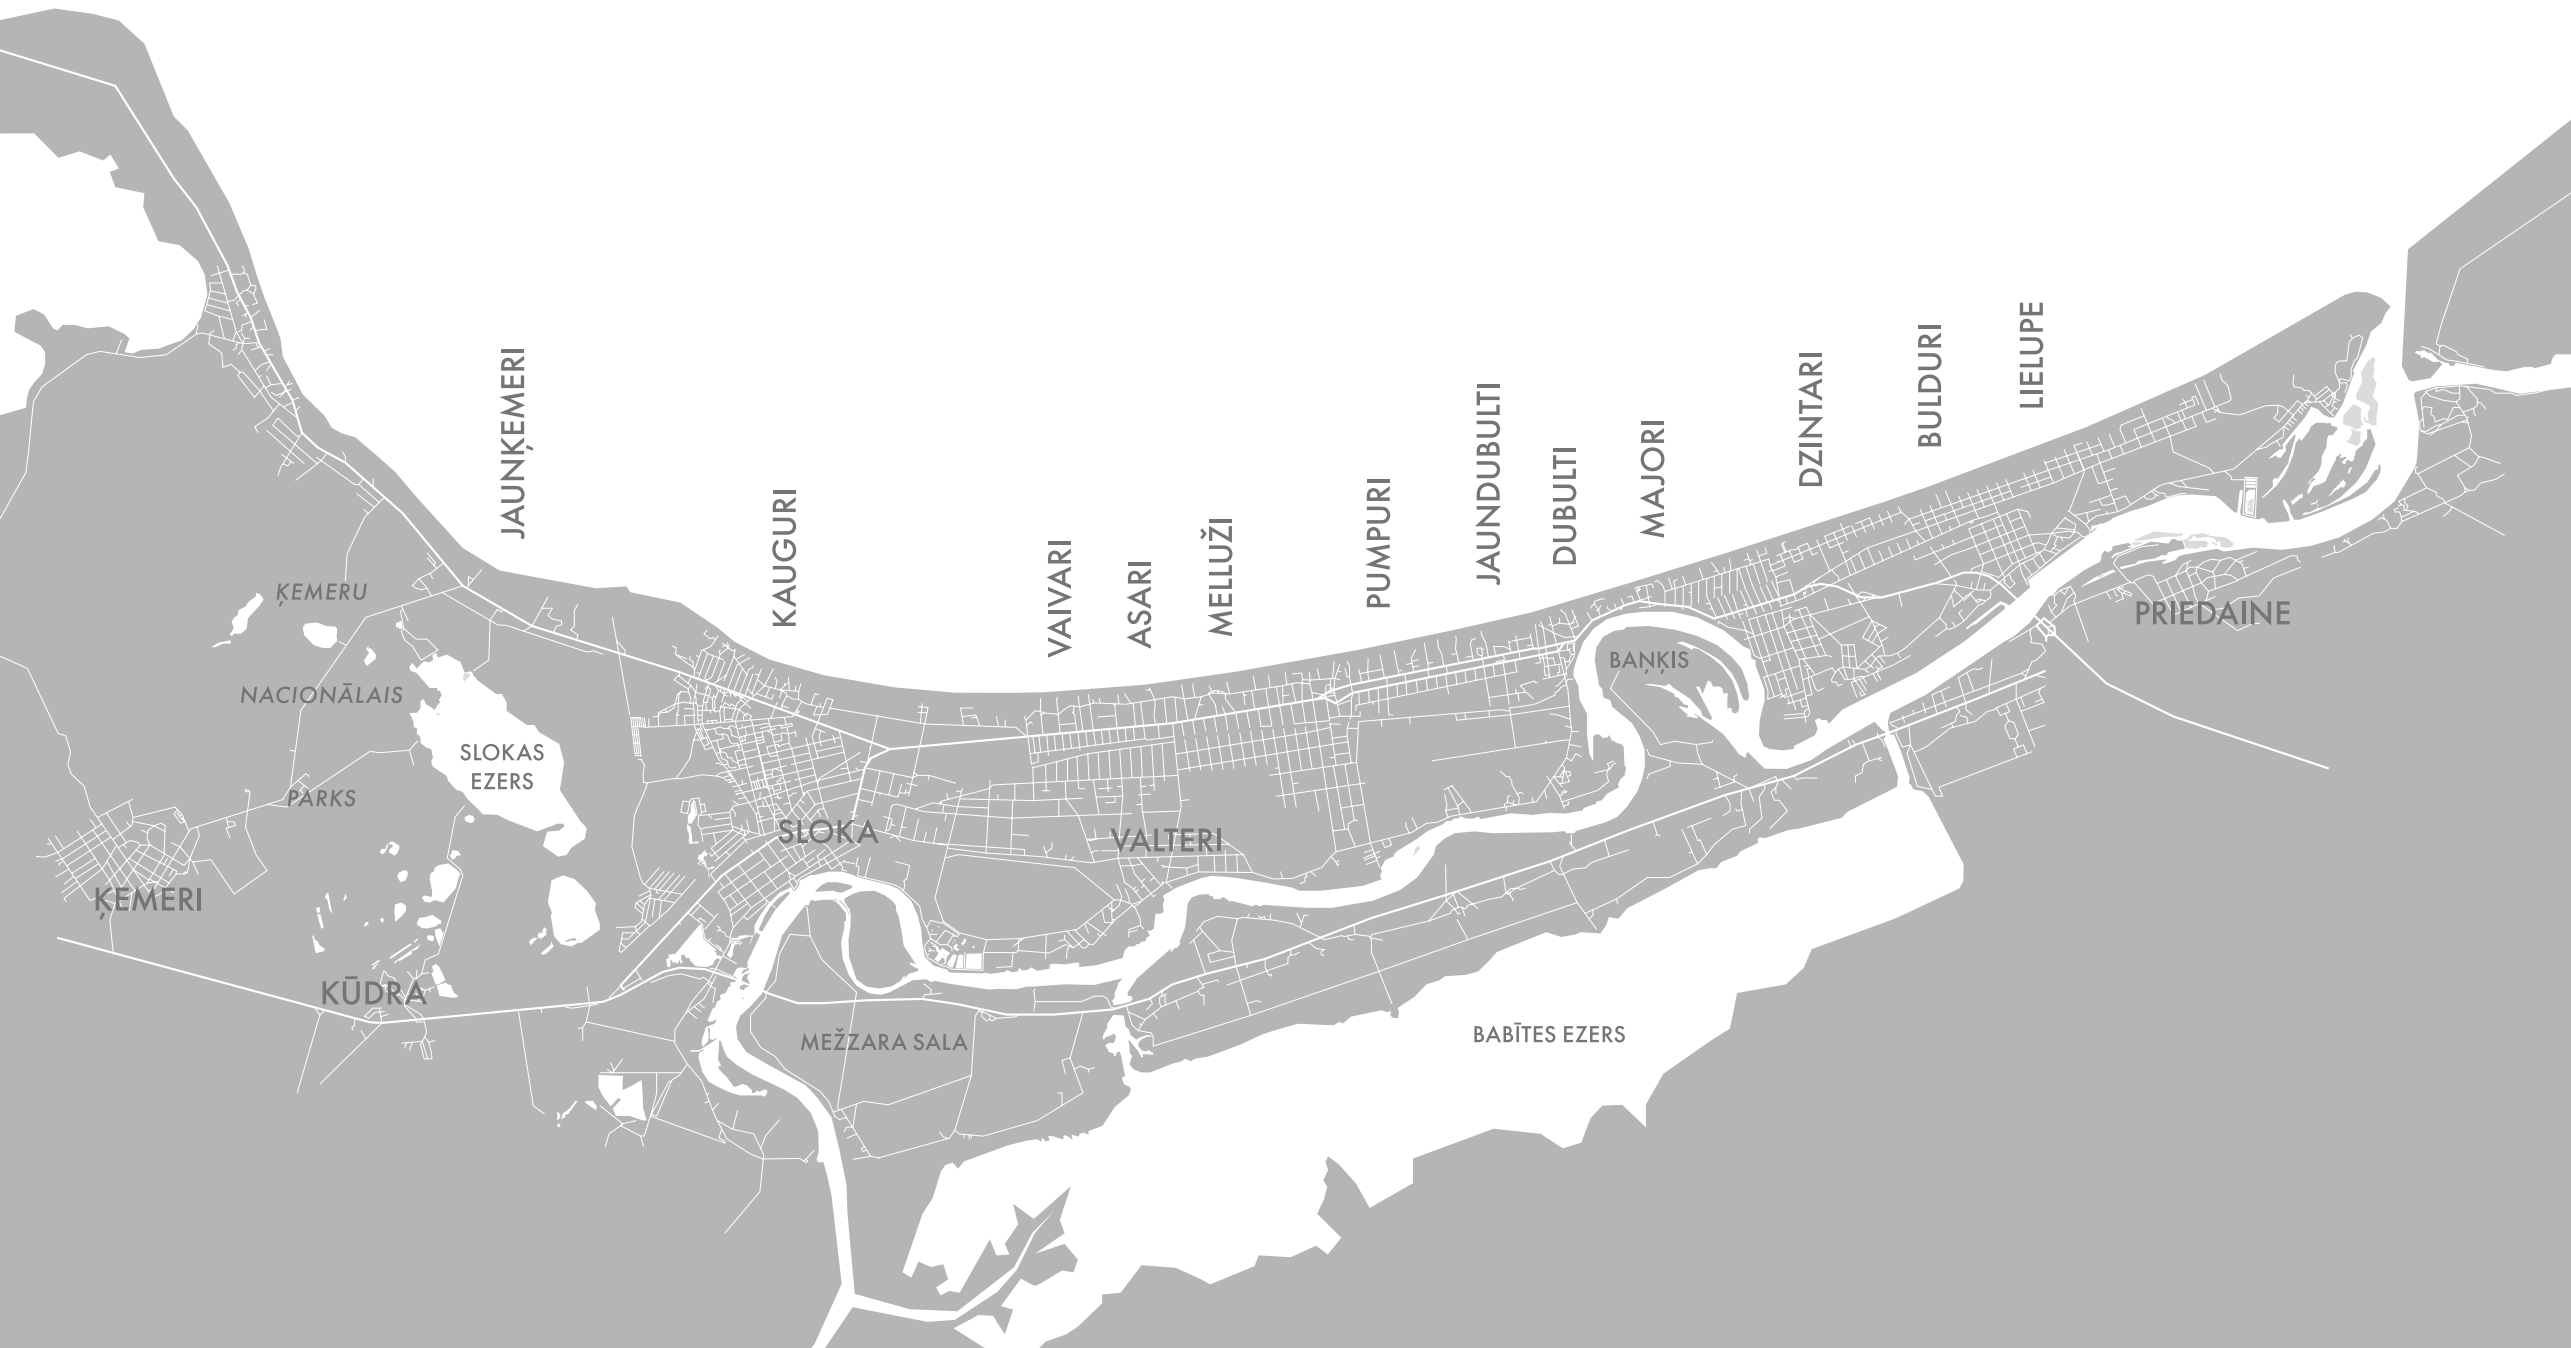 JAUNĶEMERI
KAUGURI
VAIVARI
ASARI
MELLUŽI
PUMPURI
JAUNDUBULTI
DUBULTI
MAJORI
DZINTARI
BULDURI
LIELUPE
ĶEMERU
NACIONĀLAIS
PARKS
SLOKAS
EZERS
BAŅĶIS
PRIEDAINE
SLOKA
VALTERI
ĶEMERI
KŪDRA
MEŽZARA SALA
BABĪTES EZERS